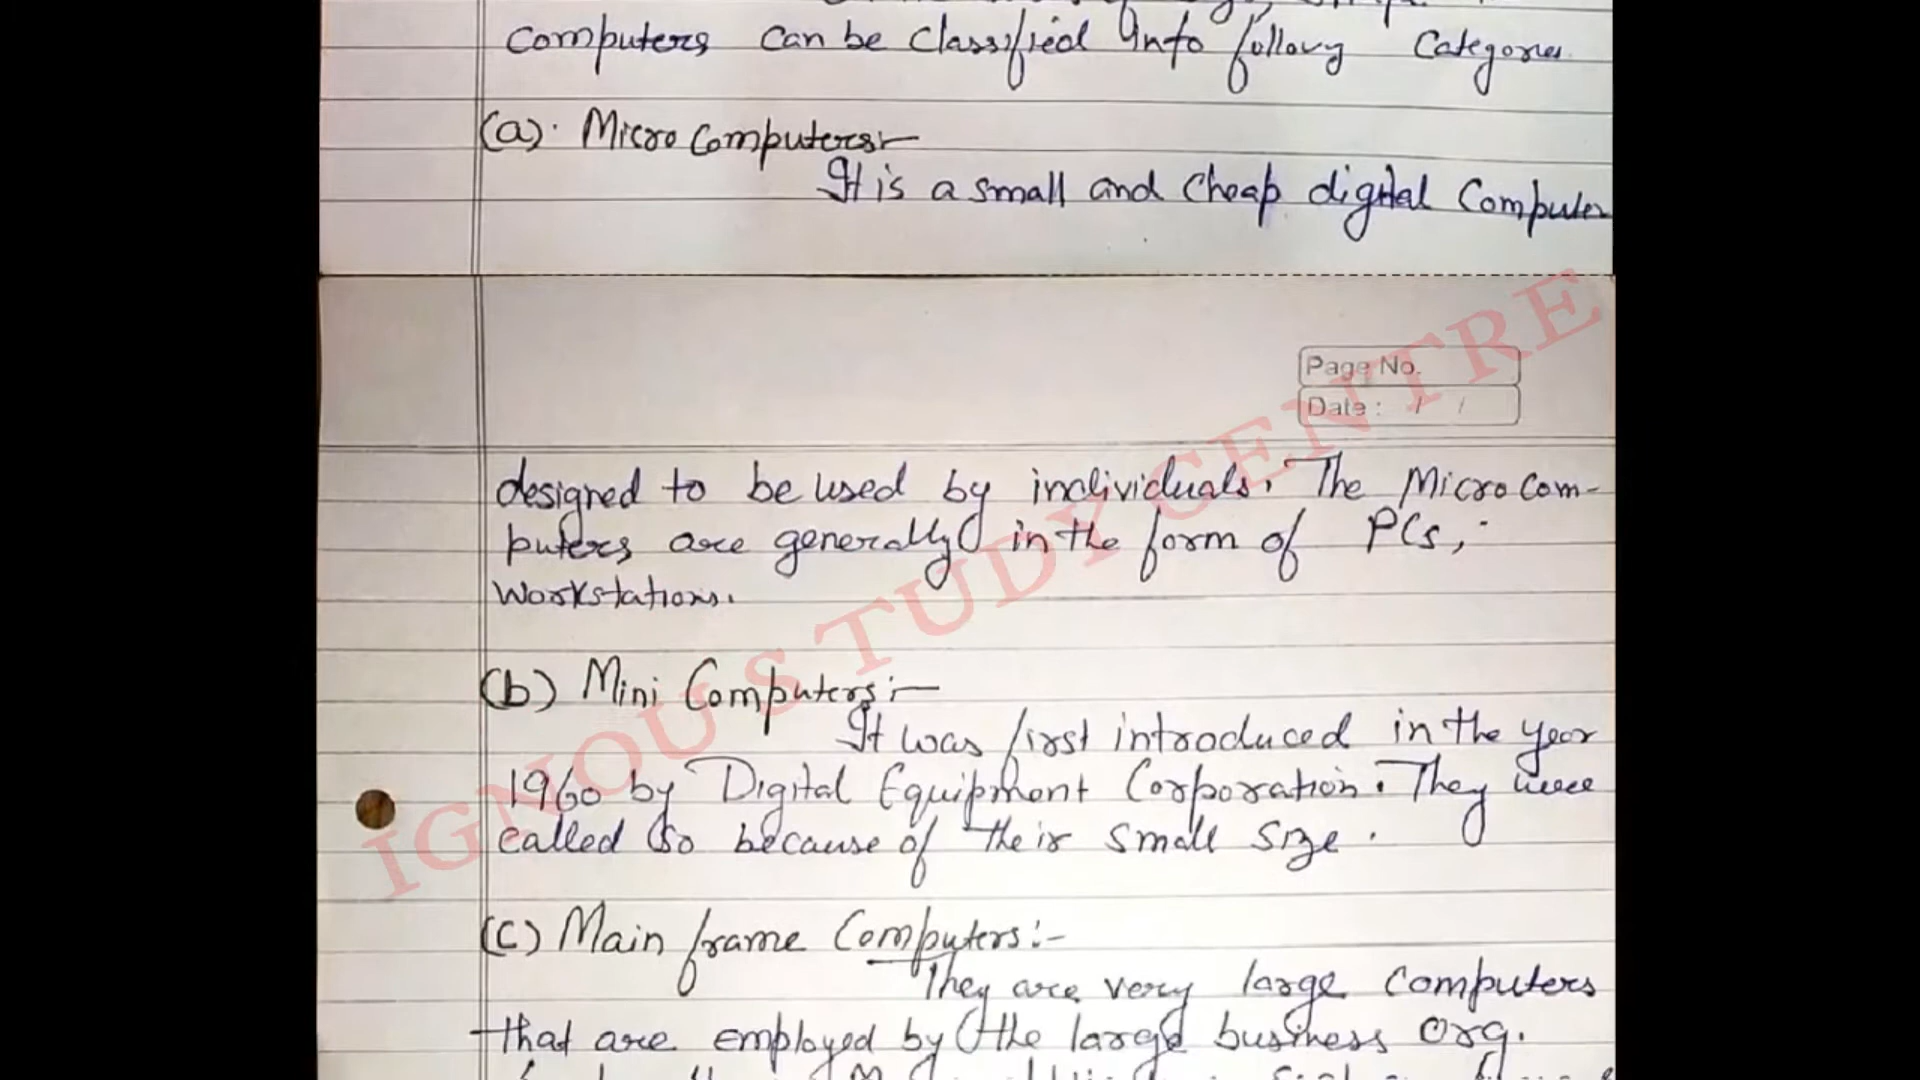 computers can be classified into followg categories
(a). Micro Computers:-
It is a small and cheap digital Computer
Page No.
Date : / /
designed to be used by individuals. The Micro com-
puters are generally in the form of PCs,
workstations.
(b) Mini Computers:-
It was first introduced in the year
1960 by Digital Equipment Corporation. They were
called so because of their small size.
(c) Main frame Computers:-
They are very large computers
that are employed by the large business org.
IGNOU STUDY CENTRE